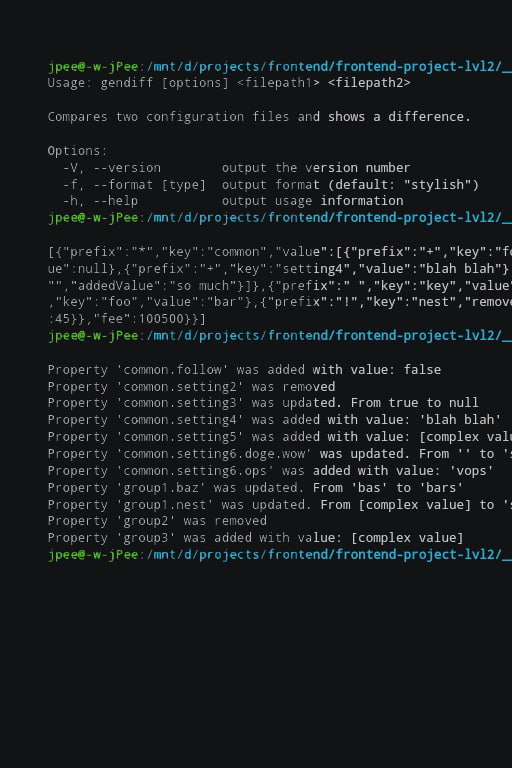 jpee@-w-jPee:/mnt/d/projects/frontend/frontend-project-lvl2/__
Usage: gendiff [options] <filepath1> <filepath2>
Compares two configuration files and shows a difference.
Options:
-V, --version output the version number
-f, --format [type] output format (default: "stylish")
-h, --help output usage information
jpee@-w-jPee:/mnt/d/projects/frontend/frontend-project-lvl2/__
[{"prefix":"*","key":"common","value":[{"prefix":"+","key":"fo
ue":null},{"prefix":"+","key":"setting4","value":"blah blah"}
"","addedValue":"so much"}]},{"prefix":" ","key":"key","value"
,"key":"foo","value":"bar"},{"prefix":"!","key":"nest","remove
:45}},"fee":100500}}]
jpee@-w-jPee:/mnt/d/projects/frontend/frontend-project-lvl2/__
Property 'common.follow' was added with value: false
Property 'common.setting2' was removed
Property 'common.setting3' was updated. From true to null
Property 'common.setting4' was added with value: 'blah blah'
Property 'common.setting5' was added with value: [complex valu
Property 'common.setting6.doge.wow' was updated. From '' to 's
Property 'common.setting6.ops' was added with value: 'vops'
Property 'group1.baz' was updated. From 'bas' to 'bars'
Property 'group1.nest' was updated. From [complex value] to 's
Property 'group2' was removed
Property 'group3' was added with value: [complex value]
jpee@-w-jPee:/mnt/d/projects/frontend/frontend-project-lvl2/__